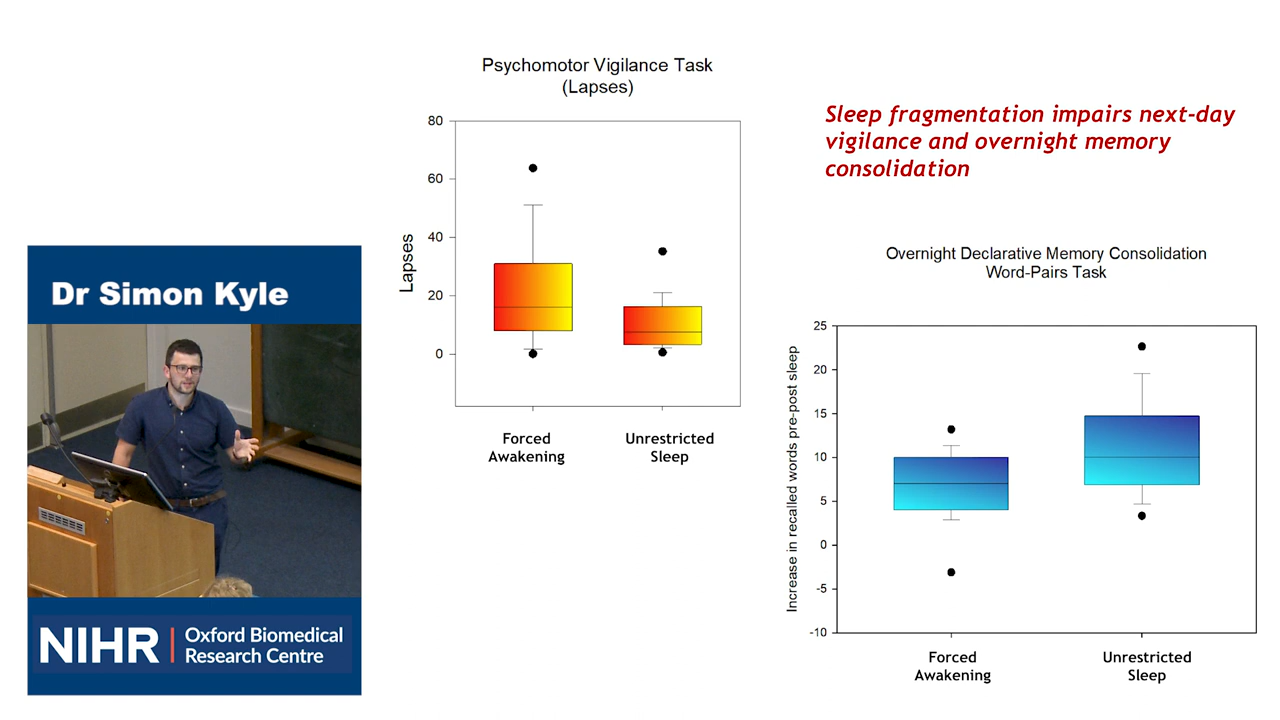 Dr Simon Kyle
NIHR | Oxford Biomedical
Research Centre
Psychomotor Vigilance Task
(Lapses)
80
60
40
20
0
Lapses
Forced
Awakening
Unrestricted
Sleep
Sleep fragmentation impairs next-day
vigilance and overnight memory
consolidation
Overnight Declarative Memory Consolidation
Word-Pairs Task
25
20
15
10
5
0
-5
-10
Increase in recalled words pre-post sleep
Forced
Awakening
Unrestricted
Sleep